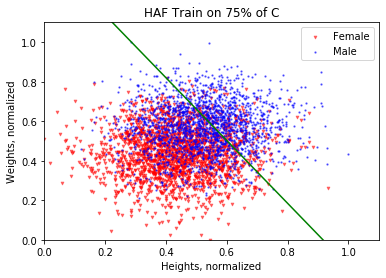 HAF Train on 75% of C
Female
Male
Weights, normalized
1.0
0.8
0.6
0.4
0.2
0.0
0.0
0.2
0.4
0.6
0.8
1.0
Heights, normalized